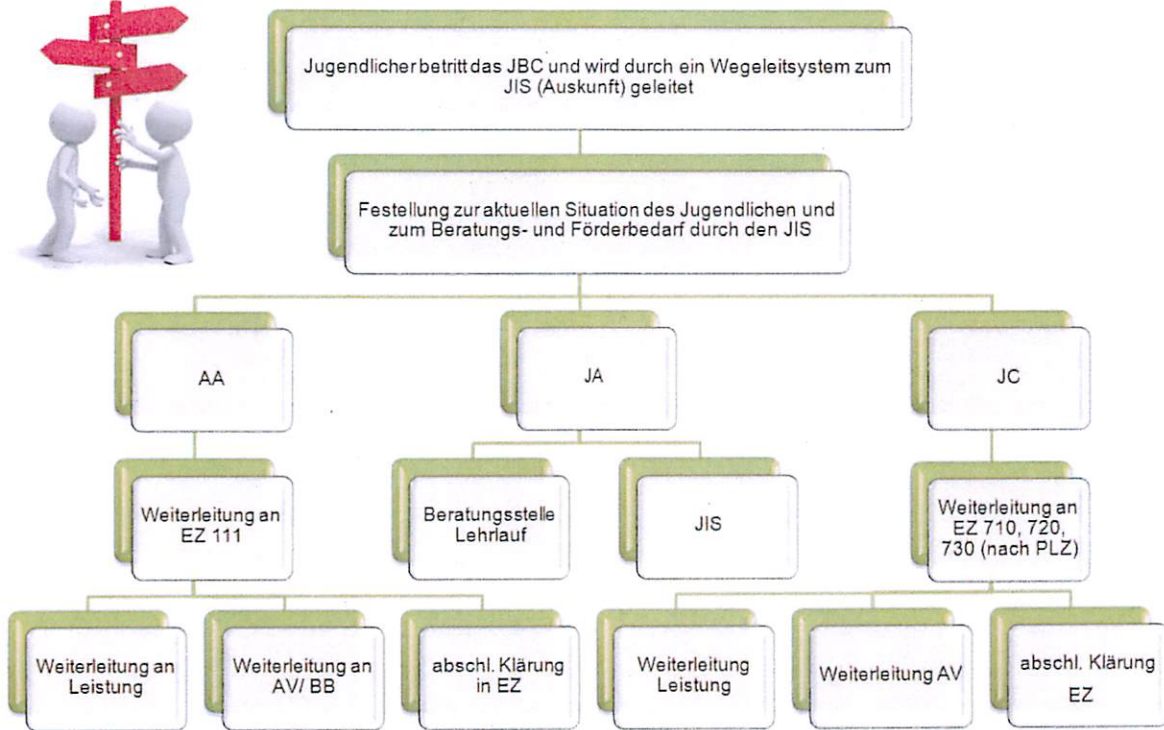 Jugendlicher betritt das JBC und wird durch ein Wegeleitsystem zum
JIS (Auskunft) geleitet
Festellung zur aktuellen Situation des Jugendlichen und
zum Beratungs- und Förderbedarf durch den JIS
AA
JA
JC
Weiterleitung an
EZ 111
Beratungsstelle
Lehrlauf
JIS
Weiterleitung an
EZ 710, 720,
730 (nach PLZ)
Weiterleitung an
Leistung
Weiterleitung an
AV/ BB
abschl. Klärung
in EZ
Weiterleitung
Leistung
Weiterleitung AV
abschl. Klärung
EZ